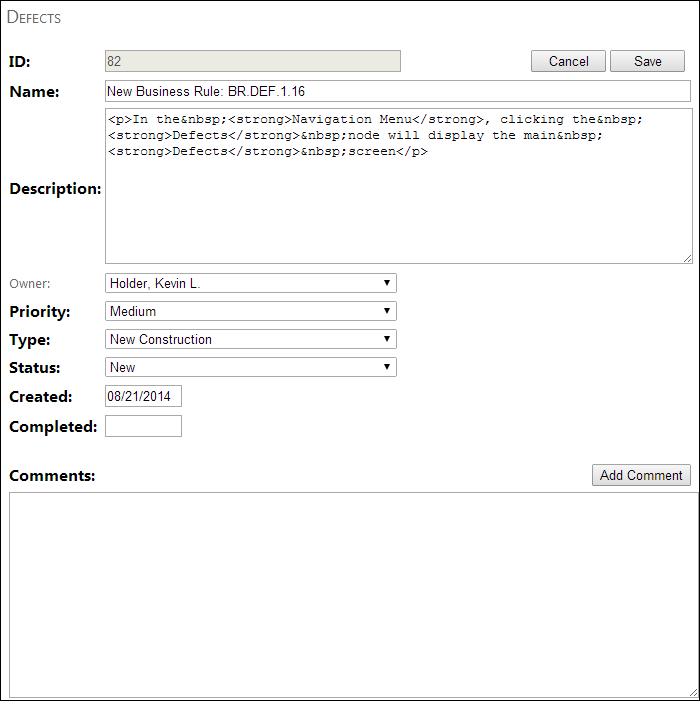 DEFECTS
ID: 82 Cancel Save
Name: New Business Rule: BR.DEF.1.16
<p>In the&nbsp;<strong>Navigation Menu</strong>, clicking the&nbsp;
<strong>Defects</strong>&nbsp;node will display the main&nbsp;
<strong>Defects</strong>&nbsp;screen</p>
Description:
Owner: Holder, Kevin L.
Priority: Medium
Type: New Construction
Status: New
Created: 08/21/2014
Completed:
Comments: Add Comment